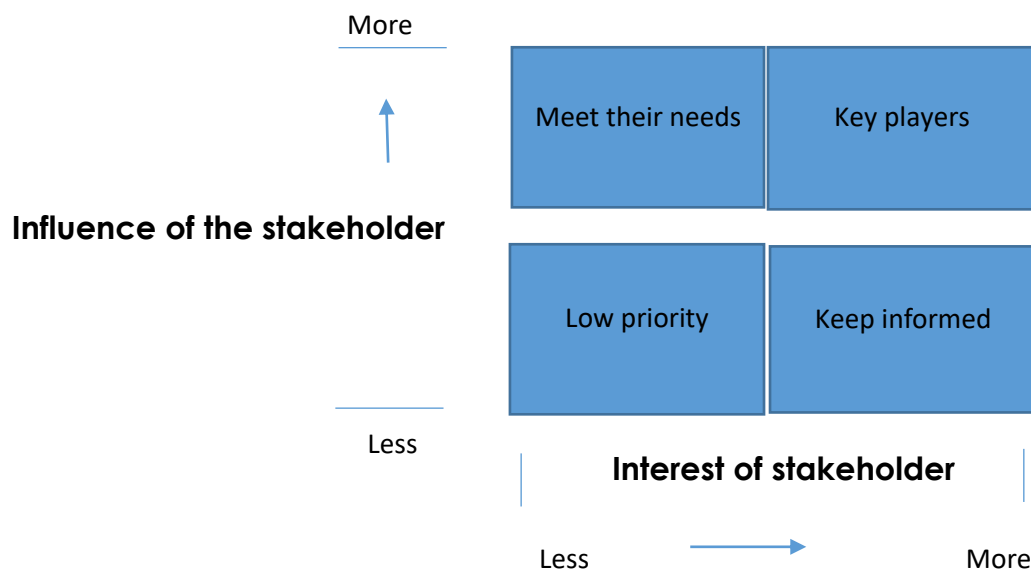 More
Meet their needs
Key players
Influence of the stakeholder
Low priority
Keep informed
Less
Interest of stakeholder
Less
More